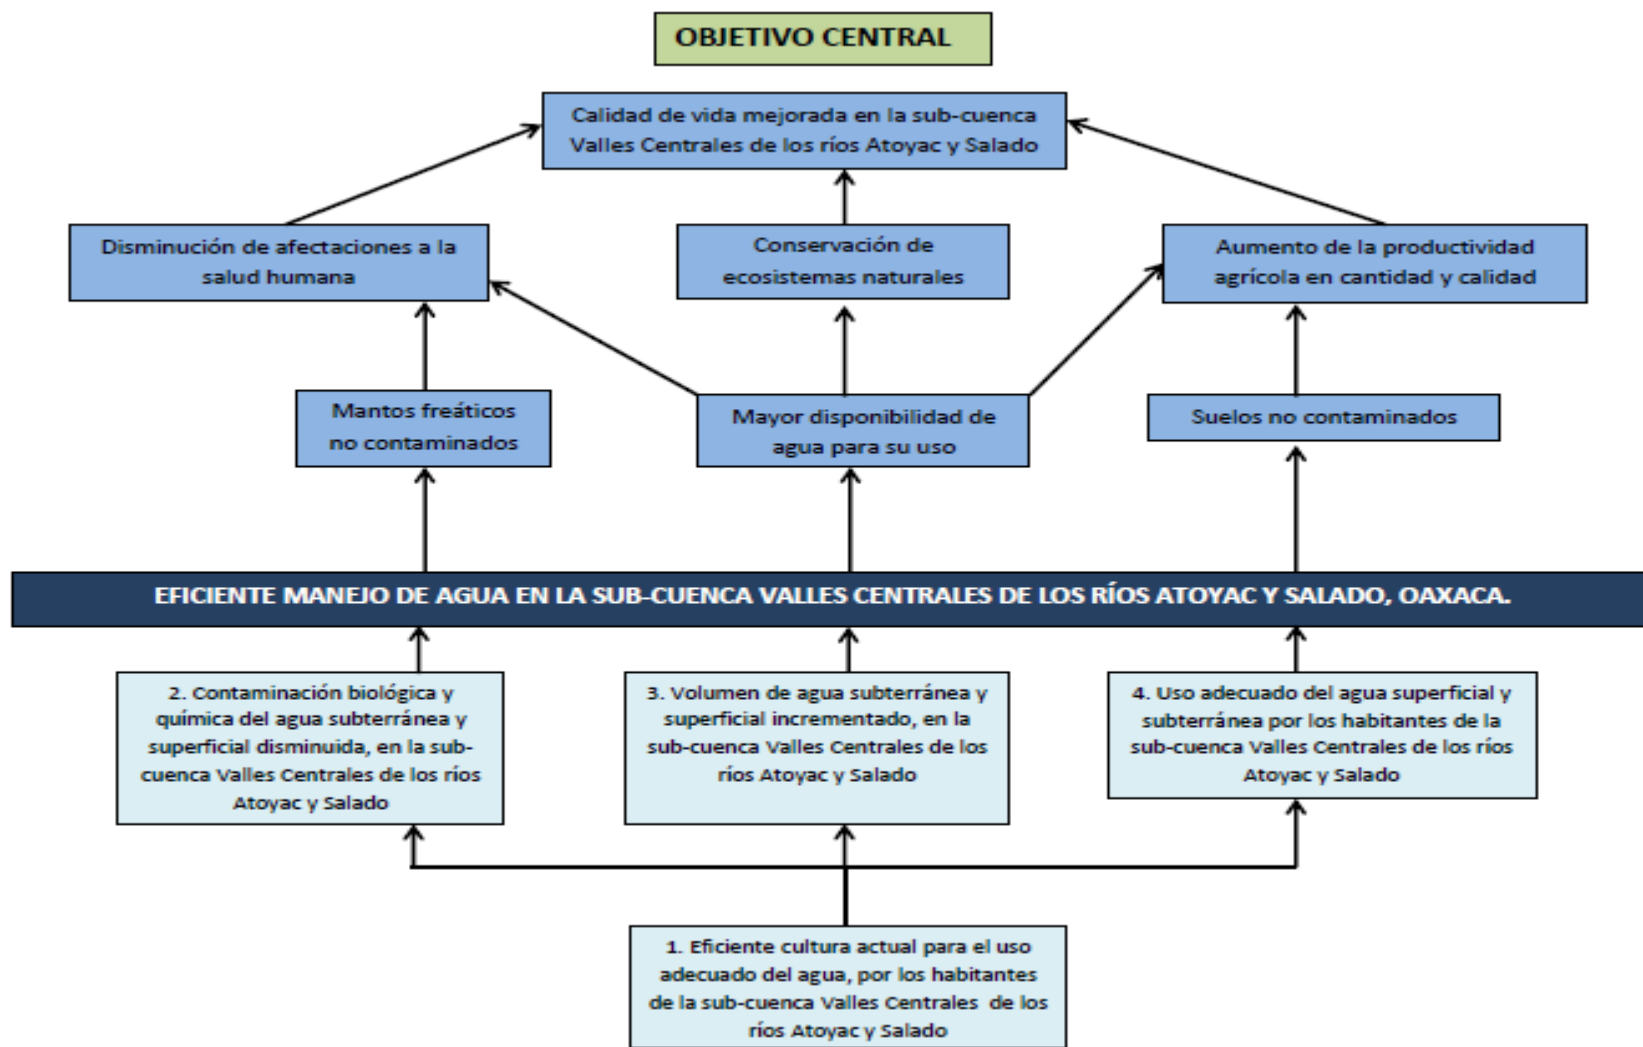 OBJETIVO CENTRAL
Calidad de vida mejorada en la sub-cuenca
Valles Centrales de los ríos Atoyac y Salado
Disminución de afectaciones a la
salud humana
Conservación de
ecosistemas naturales
Aumento de la productividad
agrícola en cantidad y calidad
Mantos freáticos
no contaminados
Mayor disponibilidad de
agua para su uso
Suelos no contaminados
EFICIENTE MANEJO DE AGUA EN LA SUB-CUENCA VALLES CENTRALES DE LOS RÍOS ATOYAC Y SALADO, OAXACA.
2. Contaminación biológica y
química del agua subterránea y
superficial disminuida, en la sub-
cuenca Valles Centrales de los ríos
Atoyac y Salado
3. Volumen de agua subterránea y
superficial incrementado, en la
sub-cuenca Valles Centrales de los
ríos Atoyac y Salado
4. Uso adecuado del agua superficial y
subterránea por los habitantes de la
sub-cuenca Valles Centrales de los ríos
Atoyac y Salado
1. Eficiente cultura actual para el uso
adecuado del agua, por los habitantes
de la sub-cuenca Valles Centrales de los
ríos Atoyac y Salado